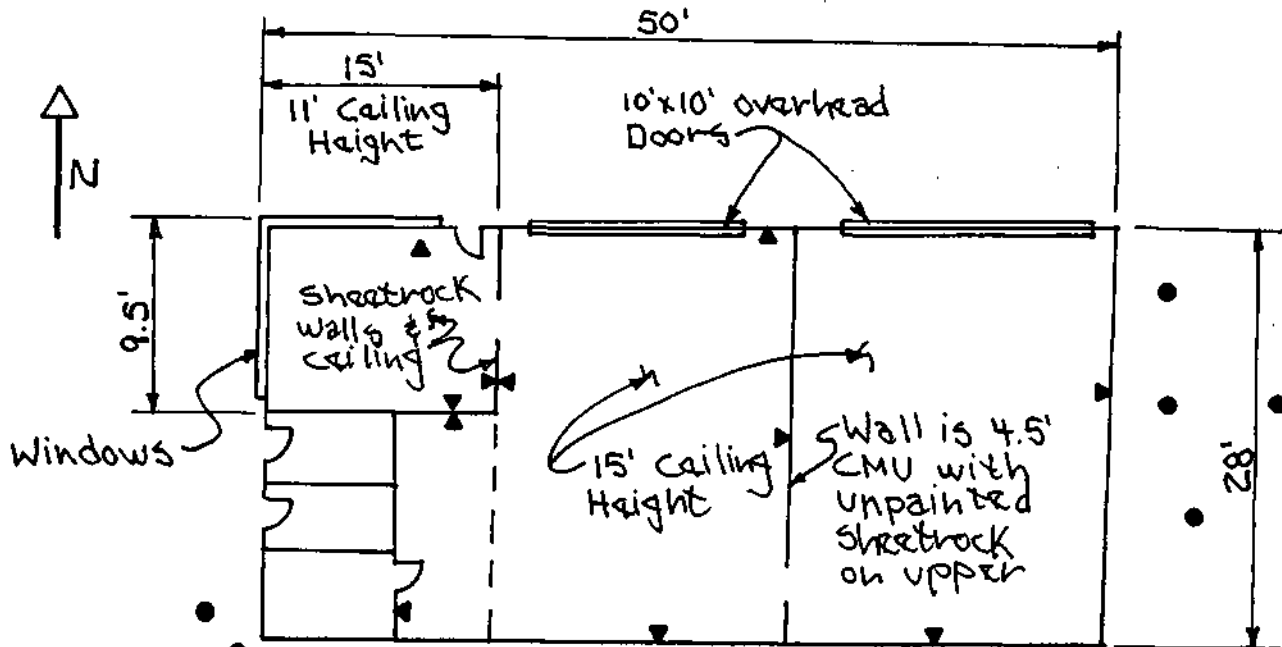 50'
15'
11' Ceiling
Height
10'x10' overhead
Doors
N
9.5'
Sheetrock
Walls &
Ceiling
Windows
15' Ceiling
Height
Wall is 4.5'
CMU with
unpainted
Sheetrock
on upper
28'